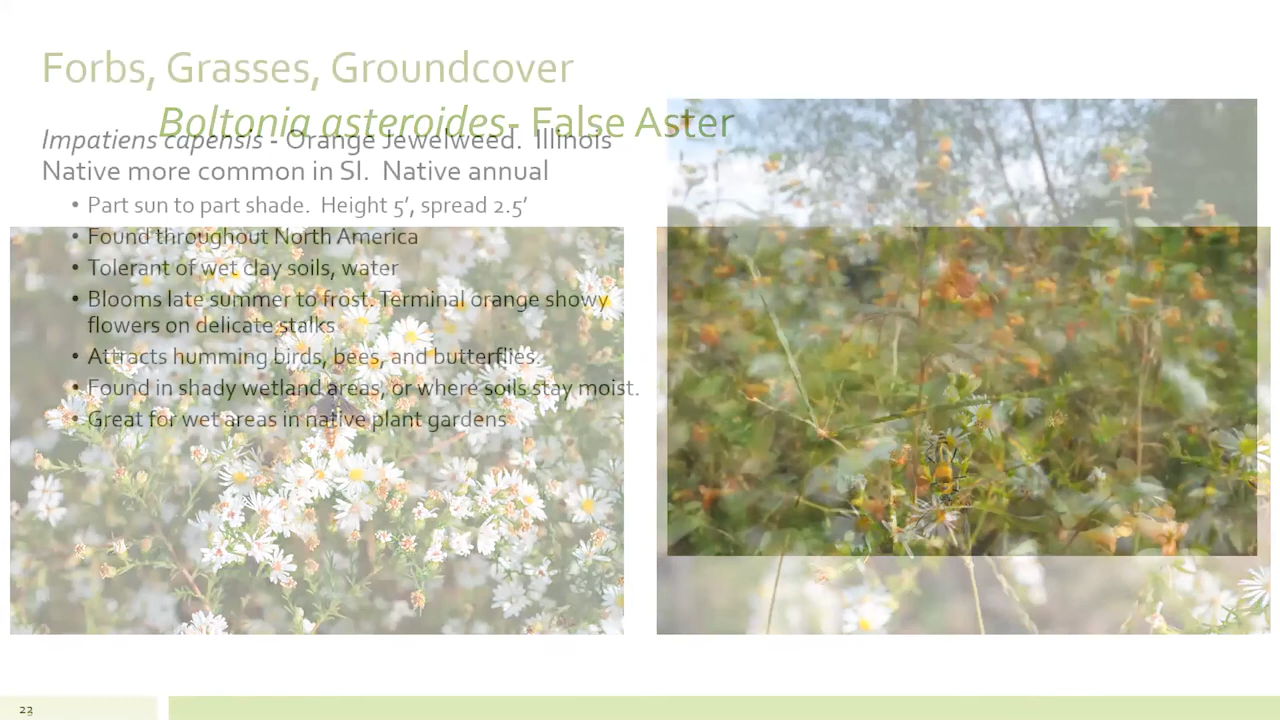 Forbs, Grasses, Groundcover
Boltonia asteroides- False Aster
Impatiens capensis - Orange Jewelweed.  Illinois
Native more common in SI.  Native annual
• Part sun to part shade.  Height 5’, spread 2.5’
• Found throughout North America
• Tolerant of wet clay soils, water
• Blooms late summer to frost. Terminal orange showy
flowers on delicate stalks
• Attracts humming birds, bees, and butterflies.
• Found in shady wetland areas, or where soils stay moist.
• Great for wet areas in native plant gardens